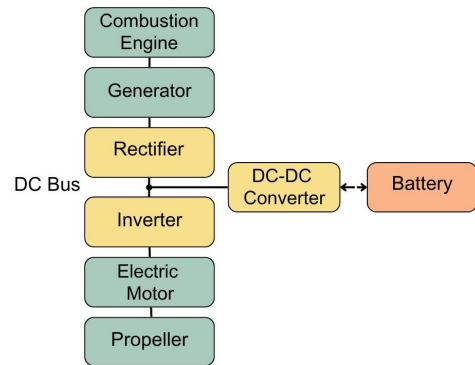 Combustion
Engine
Generator
Rectifier
DC Bus
DC-DC
Converter
Battery
Inverter
Electric
Motor
Propeller